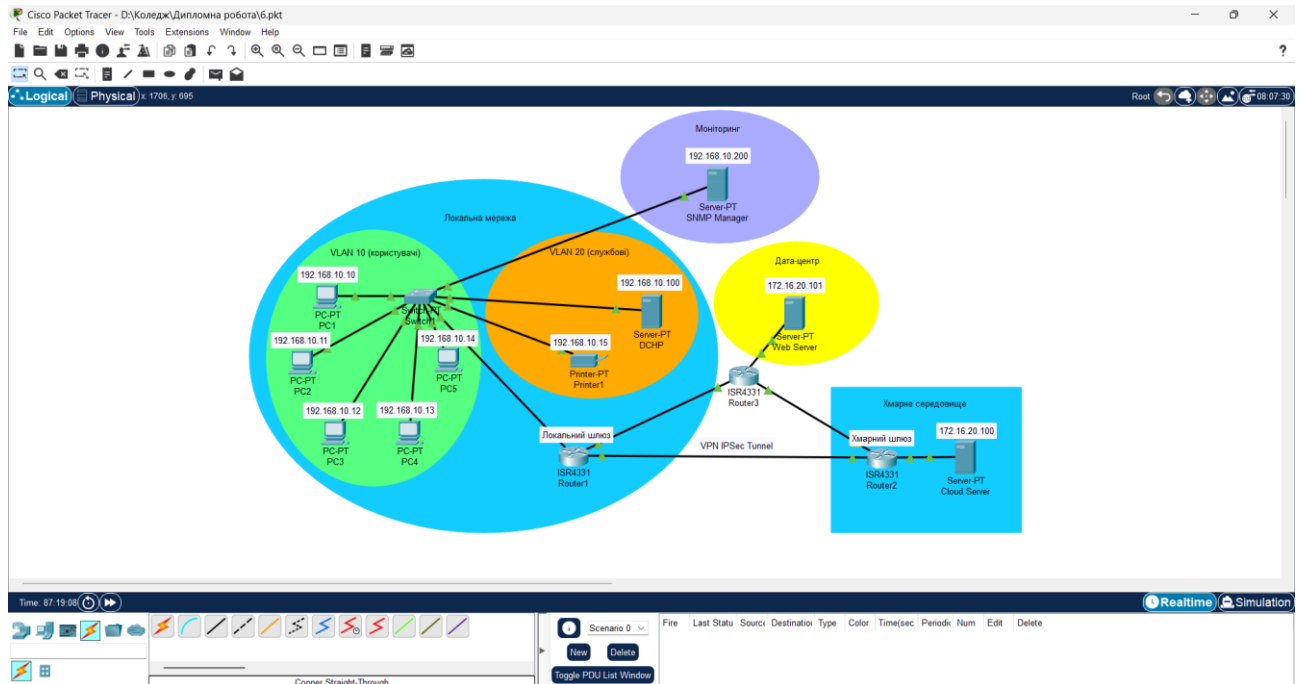 Cisco Packet Tracer - D:\Коледж\Дипломна робота\6.pkt
File Edit Options View Tools Extensions Window Help
?
Logical Physical x: 1706, y: 695
Root 08:07:30
Моніторинг
192.168.10.200
Server-PT
SNMP Manager
Локальна мережа
VLAN 10 (користувачі)
VLAN 20 (службові)
Дата-центр
192.168.10.10
192.168.10.100
172.16.20.101
PC-PT
PC1
Switch-PT
Switch1
Server-PT
DCHP
Server-PT
Web Server
192.168.10.11
192.168.10.14
192.168.10.15
PC-PT
PC2
PC-PT
PC5
Printer-PT
Printer1
ISR4331
Router3
192.168.10.12
192.168.10.13
Хмарне середовище
172.16.20.100
Локальний шлюз
VPN IPSec Tunnel
Хмарний шлюз
PC-PT
PC3
PC-PT
PC4
ISR4331
Router1
ISR4331
Router2
Server-PT
Cloud Server
Time: 87:19:08
Realtime Simulation
Scenario 0
Fire Last Statu Source Destination Type Color Time(sec Periodic Num Edit Delete
New Delete
Toggle PDU List Window
Copper Straight-Through